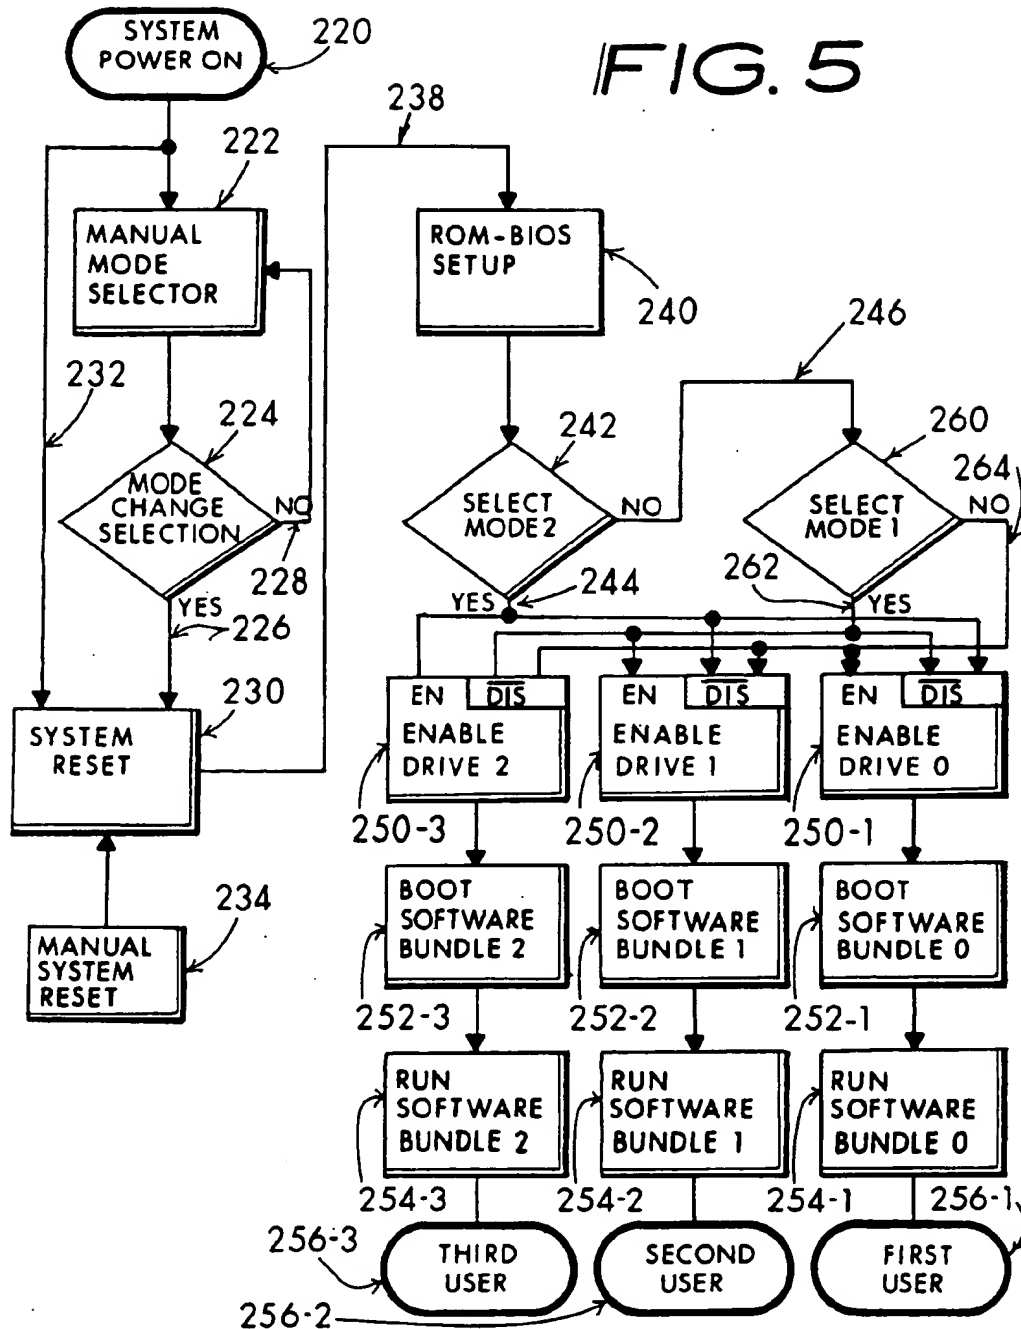 SYSTEM
POWER ON
220
FIG. 5
238
222
MANUAL
MODE
SELECTOR
ROM-BIOS
SETUP
240
246
232
224
MODE
CHANGE
SELECTION
NO
228
YES
226
242
SELECT
MODE 2
NO
260
264
SELECT
MODE 1
NO
YES
244
262
YES
230
SYSTEM
RESET
EN
DIS
ENABLE
DRIVE 2
EN
DIS
ENABLE
DRIVE 1
EN
DIS
ENABLE
DRIVE 0
250-3
250-2
250-1
234
MANUAL
SYSTEM
RESET
BOOT
SOFTWARE
BUNDLE 2
BOOT
SOFTWARE
BUNDLE 1
BOOT
SOFTWARE
BUNDLE 0
252-3
252-2
252-1
RUN
SOFTWARE
BUNDLE 2
RUN
SOFTWARE
BUNDLE 1
RUN
SOFTWARE
BUNDLE 0
254-3
254-2
254-1
256-1
256-3
THIRD
USER
SECOND
USER
FIRST
USER
256-2